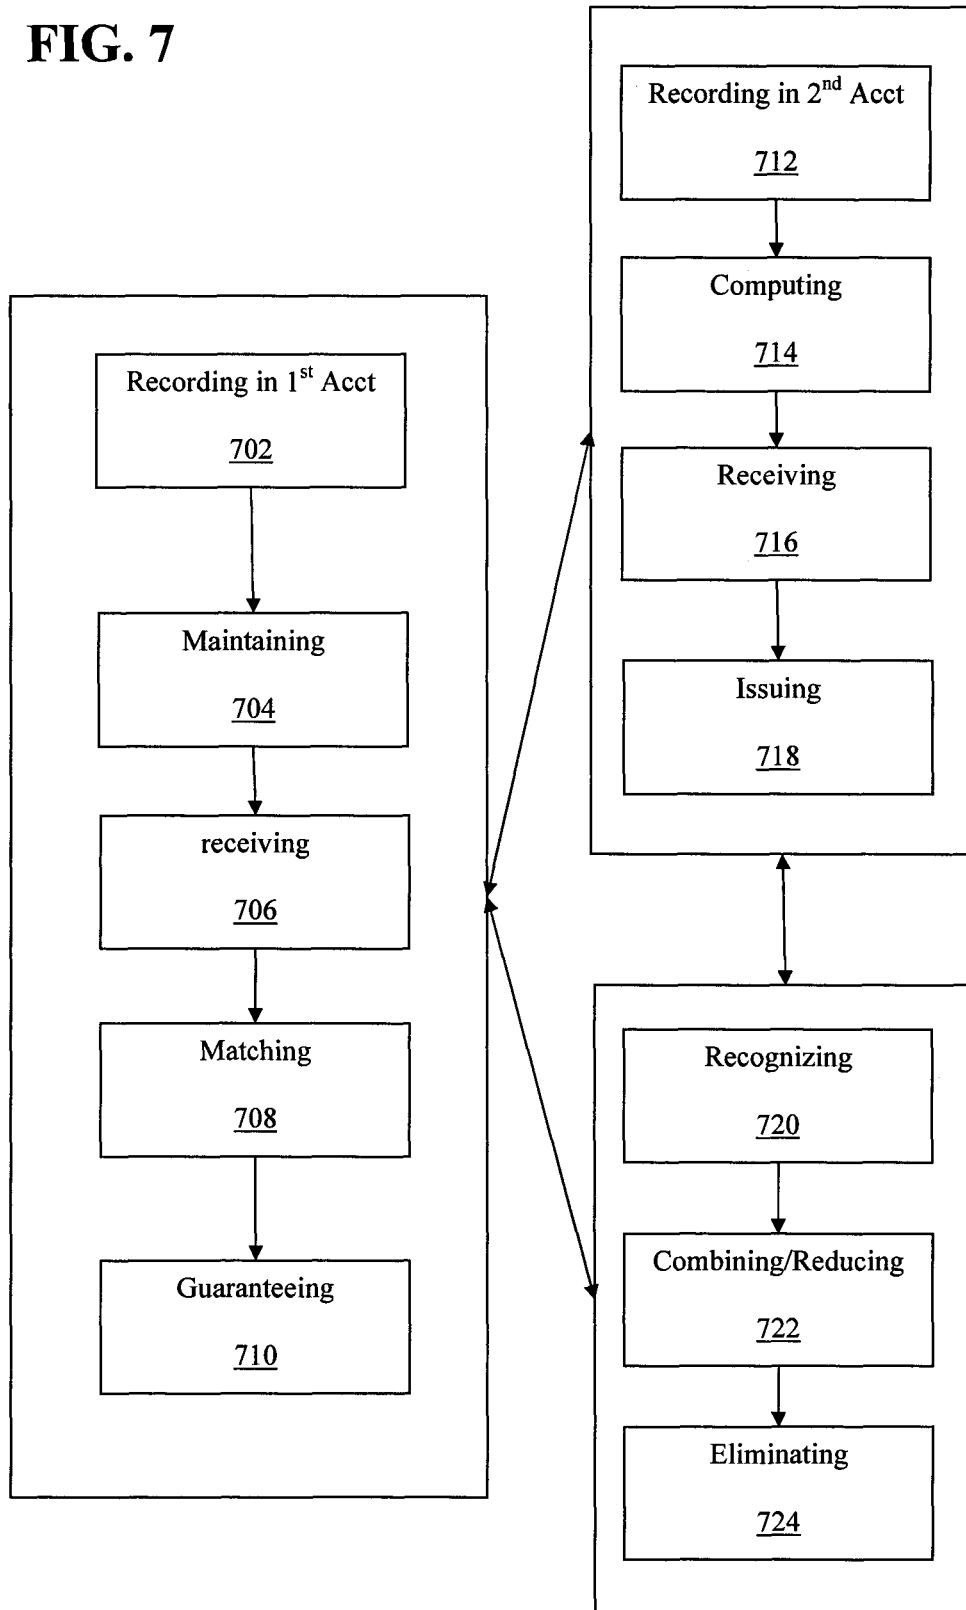 FIG. 7
Recording in 1st Acct
702
Maintaining
704
receiving
706
Matching
708
Guaranteeing
710
Recording in 2nd Acct
712
Computing
714
Receiving
716
Issuing
718
Recognizing
720
Combining/Reducing
722
Eliminating
724